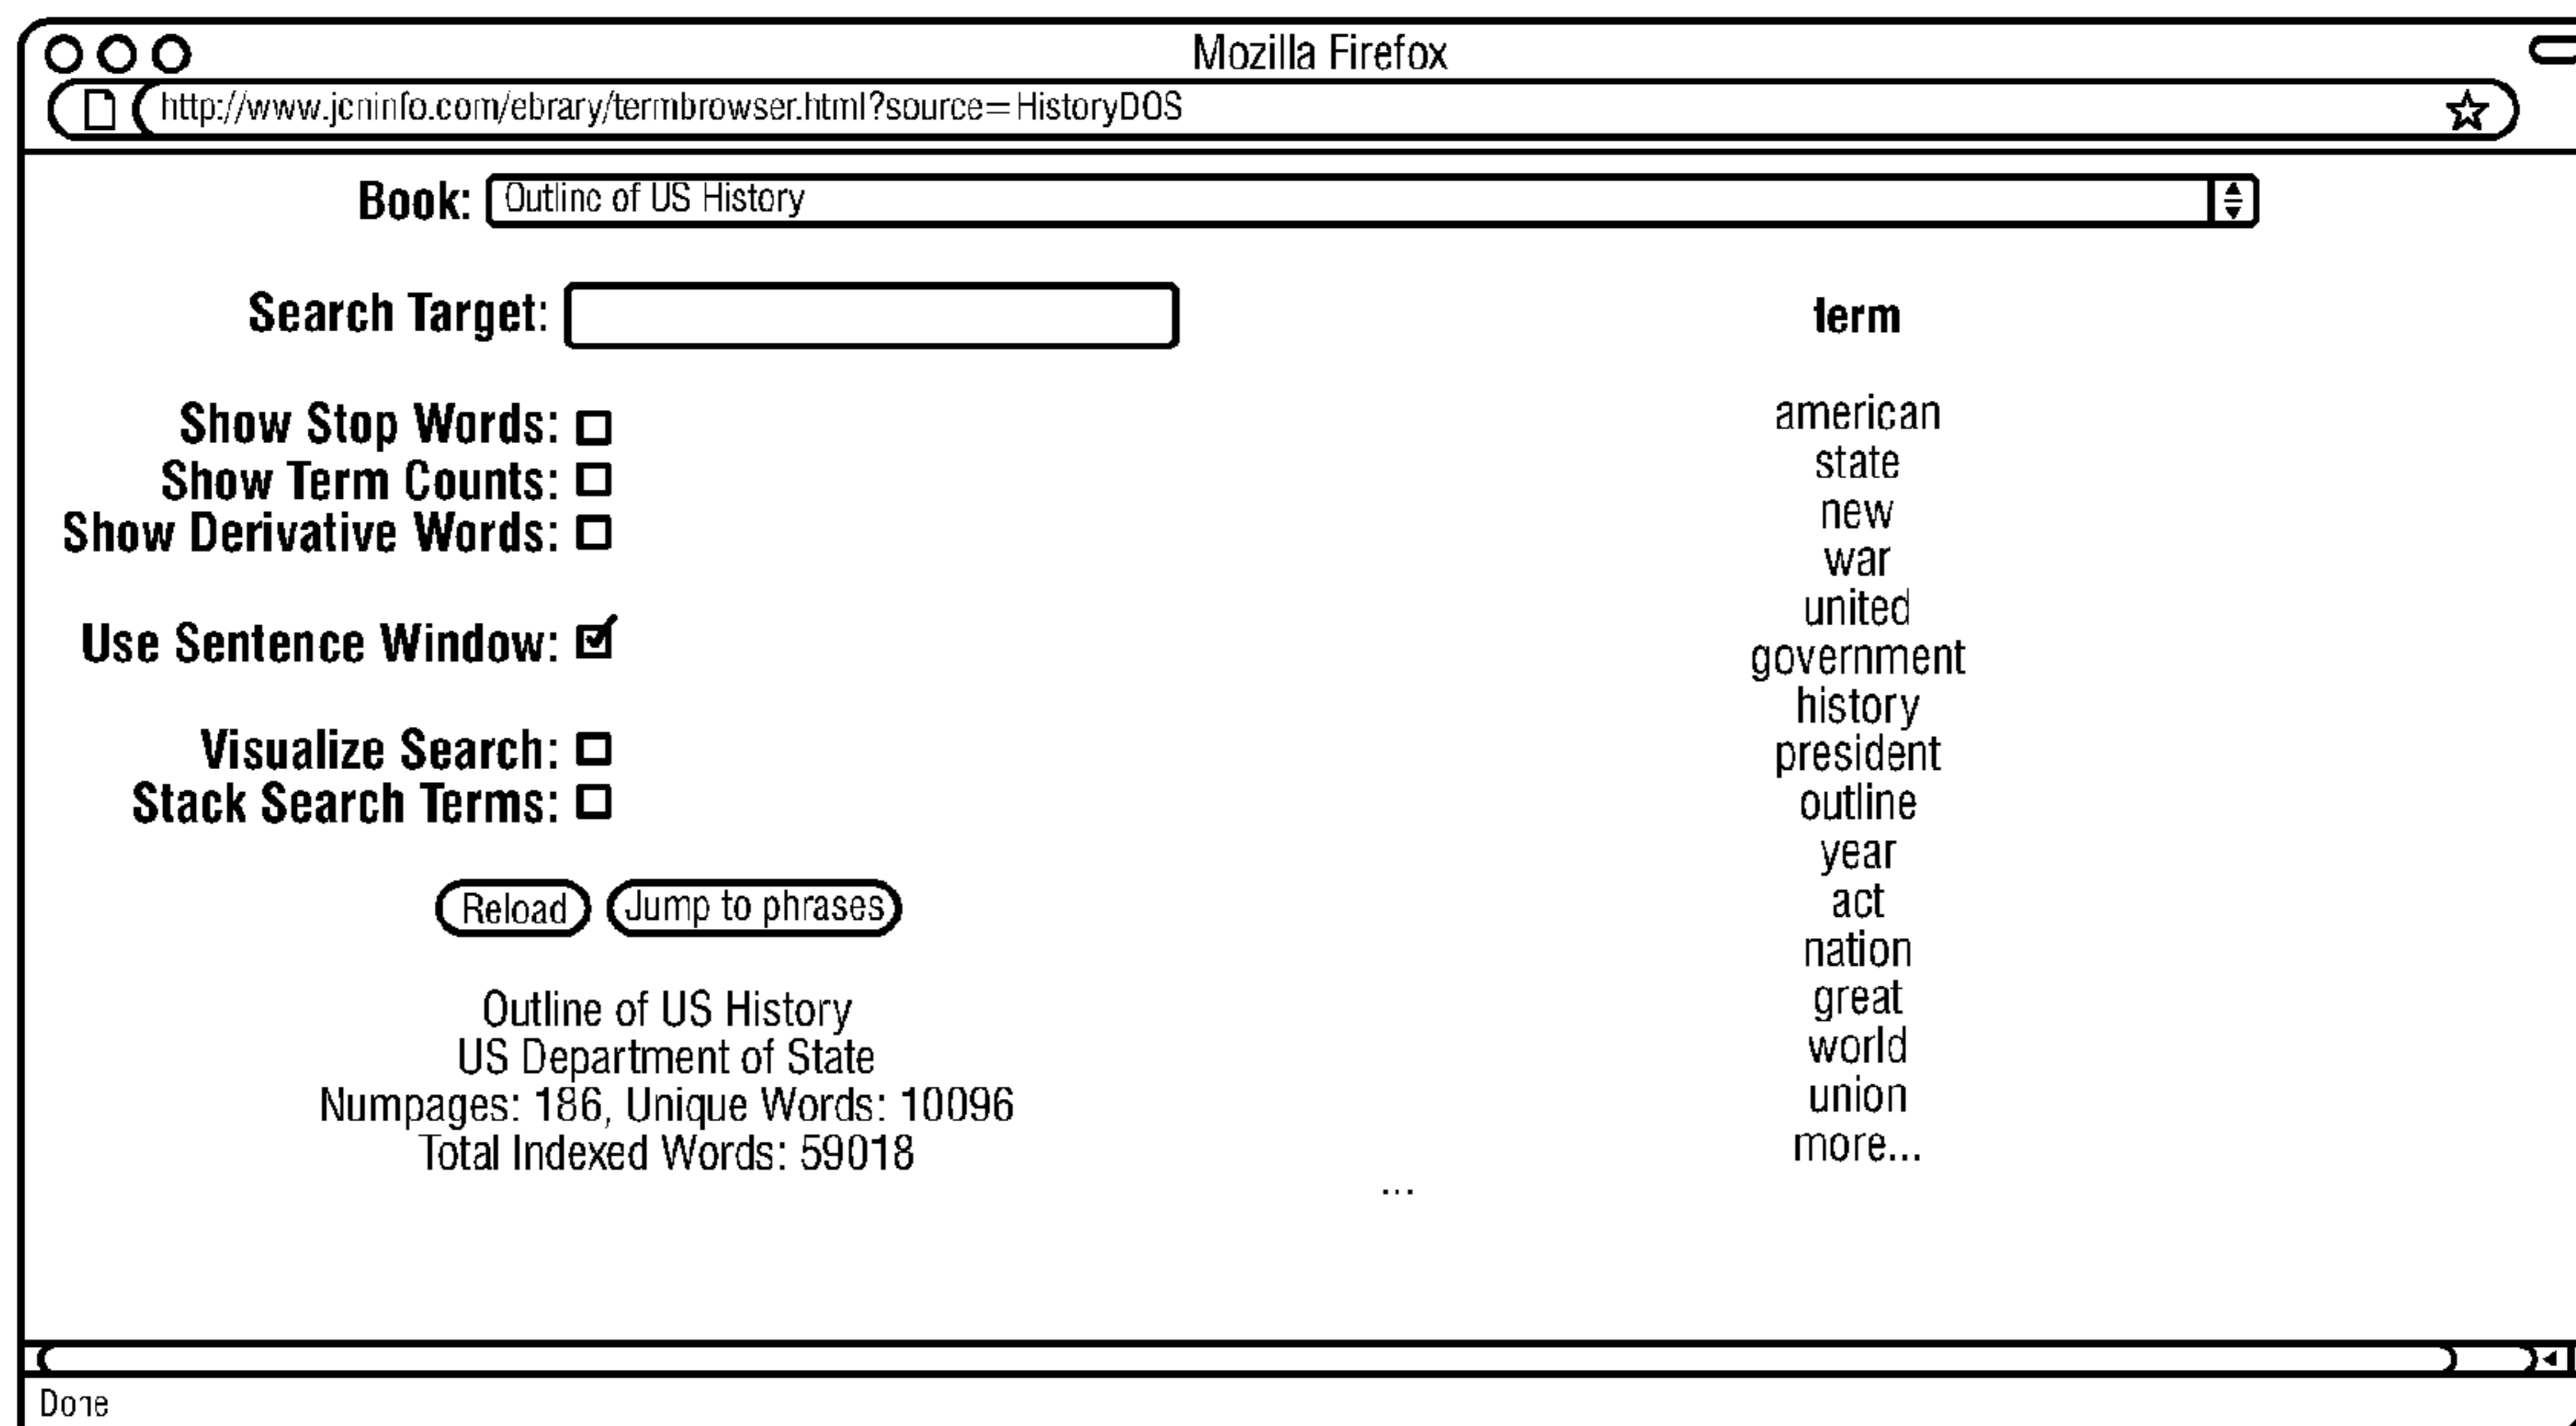 Mozilla Firefox
http://www.jcninfo.com/ebrary/termbrowser.html?source=HistoryDOS
Book: Outline of US History
Search Target:
Show Stop Words:
Show Term Counts:
Show Derivative Words:
Use Sentence Window:
Visualize Search:
Stack Search Terms:
Reload Jump to phrases
Outline of US History
US Department of State
Numpages: 186, Unique Words: 10096
Total Indexed Words: 59018
term
american
state
new
war
united
government
history
president
outline
year
act
nation
great
world
union
more...
...
Done